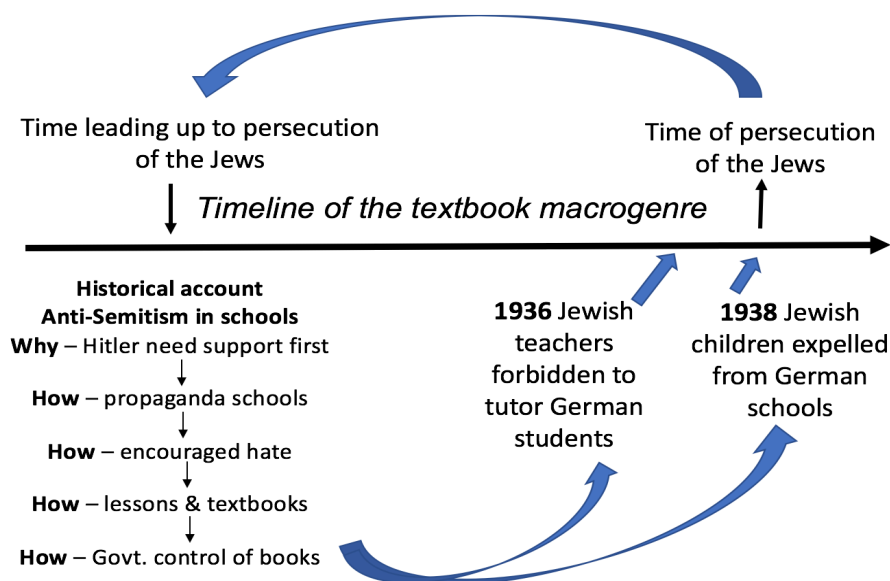 Time leading up to persecution
of the Jews
Time of persecution
of the Jews
Timeline of the textbook macrogenre
Historical account
Anti-Semitism in schools
Why – Hitler need support first
How – propaganda schools
How – encouraged hate
How – lessons & textbooks
How – Govt. control of books
1936 Jewish
teachers
forbidden to
tutor German
students
1938 Jewish
children expelled
from German
schools